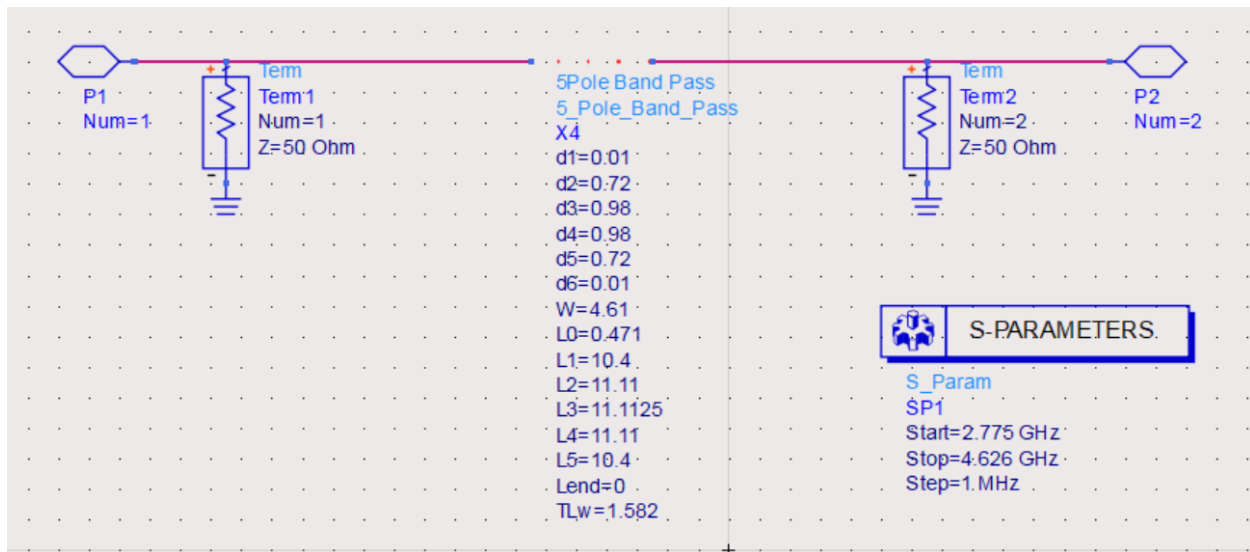 P1
Num=1
+
Term
Term1
Num=1
Z=50 Ohm
-
5Pole Band Pass
5_Pole_Band_Pass
X4
d1=0.01
d2=0.72
d3=0.98
d4=0.98
d5=0.72
d6=0.01
W=4.61
L0=0.471
L1=10.4
L2=11.11
L3=11.1125
L4=11.11
L5=10.4
Lend=0
TLw=1.582
+
Term
Term2
Num=2
Z=50 Ohm
-
P2
Num=2
S-PARAMETERS
S_Param
SP1
Start=2.775 GHz
Stop=4.626 GHz
Step=1. MHz